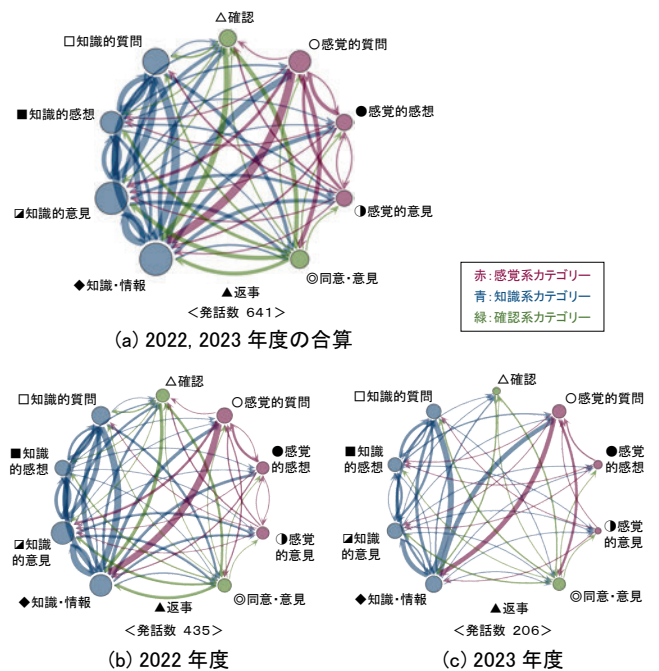 △確認
□知識的質問
○感覚的質問
■知識的感想
●感覚的感想
◪知識的意見
◑感覚的意見
◆知識・情報
▲返事
◎同意・意見
<発話数 641>
赤:感覚系カテゴリー
青:知識系カテゴリー
緑:確認系カテゴリー
(a) 2022, 2023 年度の合算
△確認
□知識的質問
○感覚的質問
■知識
的感想
●感覚
的感想
◪知識
的意見
◑感覚
的意見
◆知識・情報
▲返事
◎同意・意見
<発話数 435>
(b) 2022 年度
△確認
□知識的質問
○感覚的質問
■知識
的感想
●感覚
的感想
◪知識
的意見
◑感覚
的意見
◆知識・情報
▲返事
◎同意・意見
<発話数 206>
(c) 2023 年度